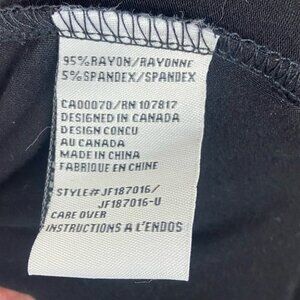 95%RAYON/RAYONNE
5%SPANDEX/SPANDEX
CA00070/RN 107817
DESIGNED IN CANADA
DESIGN CONCU
AU CANADA
MADE IN CHINA
FABRIQUE EN CHINE
STYLE#JF187016/
JF187016-U
CARE OVER
INSTRUCTIONS A L'ENDOS